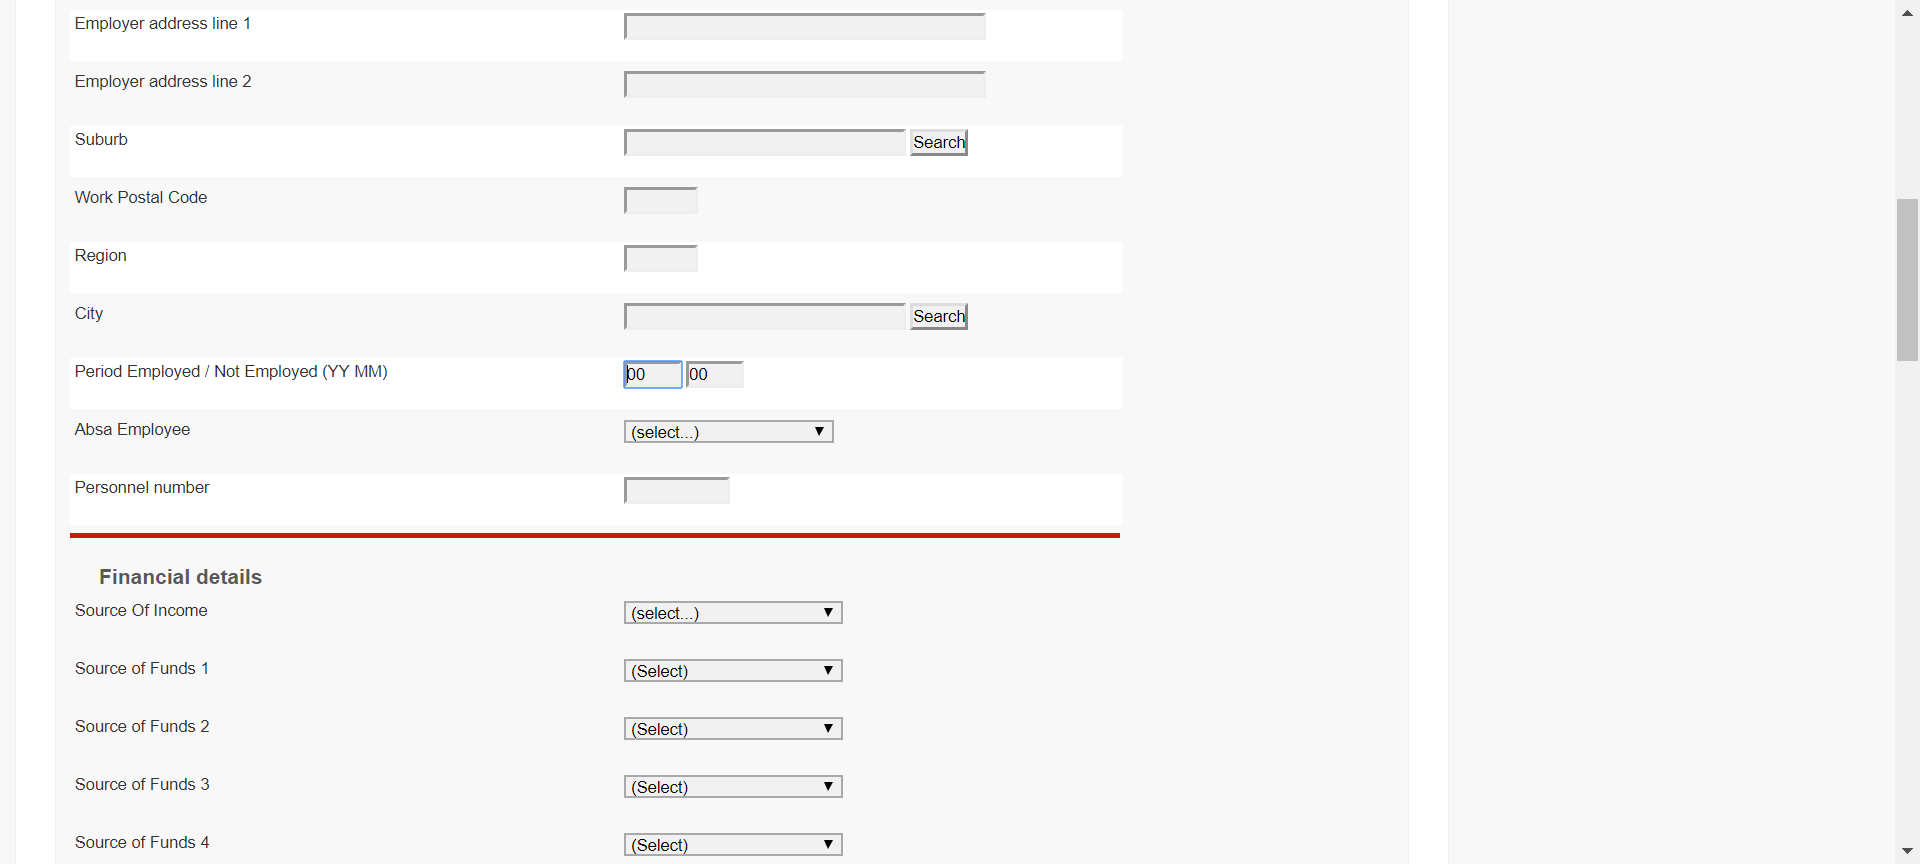 Employer address line 1
Employer address line 2
Suburb Search
Work Postal Code
Region
City Search
Period Employed / Not Employed (YY MM) 00 00
Absa Employee (select...)
Personnel number
Financial details
Source Of Income (select...)
Source of Funds 1 (Select)
Source of Funds 2 (Select)
Source of Funds 3 (Select)
Source of Funds 4 (Select)